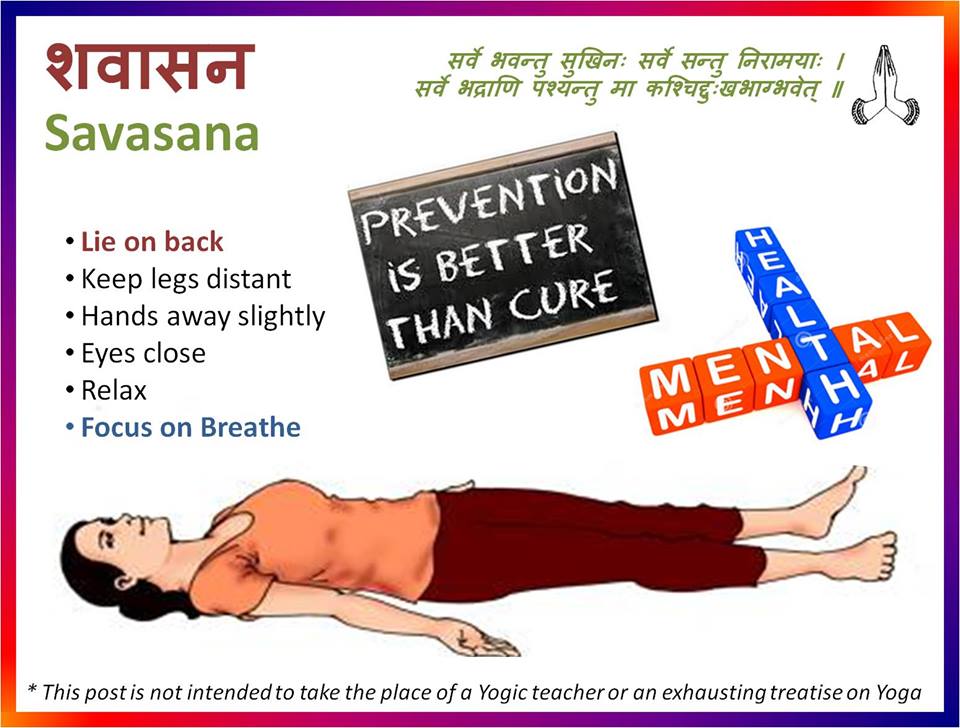 शवासन
Savasana
सर्वे भवन्तु सुखिनः सर्वे सन्तु निरामयाः ।
सर्वे भद्राणि पश्यन्तु मा कश्चिद्दुःखभाग्भवेत् ॥
PREVENTION
iS BETTER
THAN CURE
• Lie on back
• Keep legs distant
• Hands away slightly
• Eyes close
• Relax
• Focus on Breathe
HEALTH
MENTAL
* This post is not intended to take the place of a Yogic teacher or an exhausting treatise on Yoga